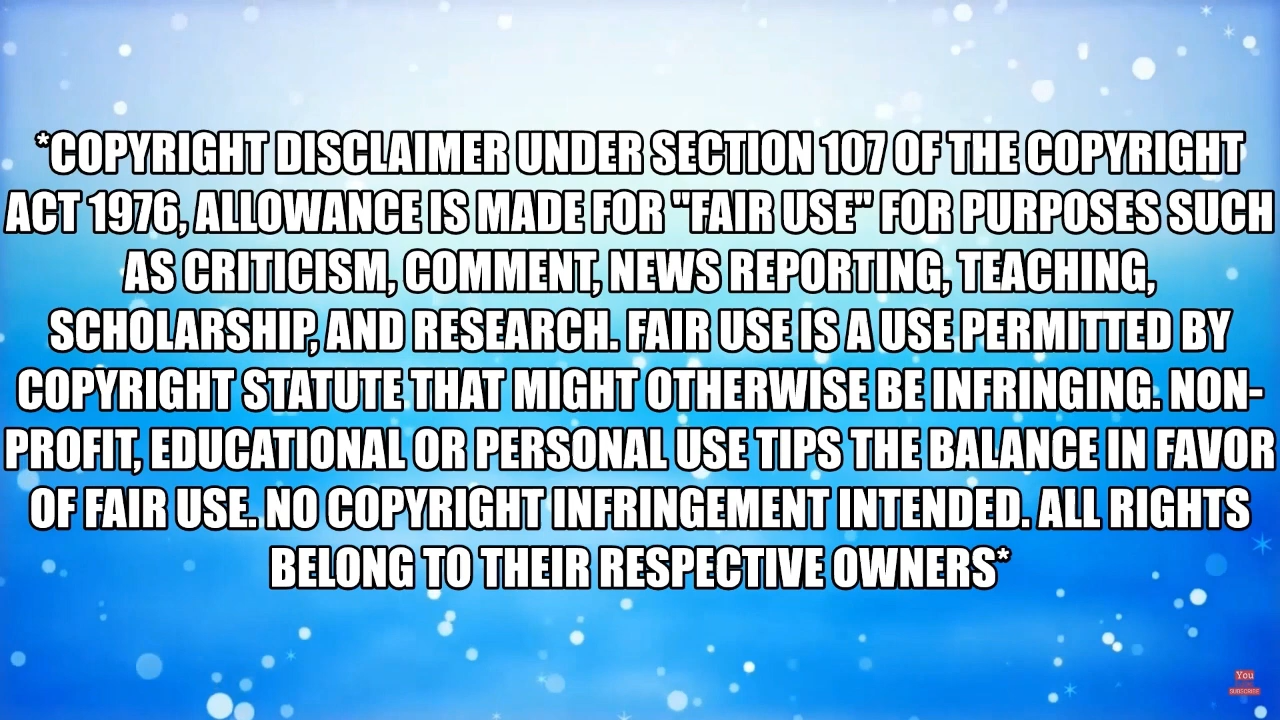 *COPYRIGHT DISCLAIMER UNDER SECTION 107 OF THE COPYRIGHT
ACT 1976, ALLOWANCE IS MADE FOR "FAIR USE" FOR PURPOSES SUCH
AS CRITICISM, COMMENT, NEWS REPORTING, TEACHING,
SCHOLARSHIP, AND RESEARCH. FAIR USE IS A USE PERMITTED BY
COPYRIGHT STATUTE THAT MIGHT OTHERWISE BE INFRINGING. NON-
PROFIT, EDUCATIONAL OR PERSONAL USE TIPS THE BALANCE IN FAVOR
OF FAIR USE. NO COPYRIGHT INFRINGEMENT INTENDED. ALL RIGHTS
BELONG TO THEIR RESPECTIVE OWNERS*
You
SUBSCRIBE